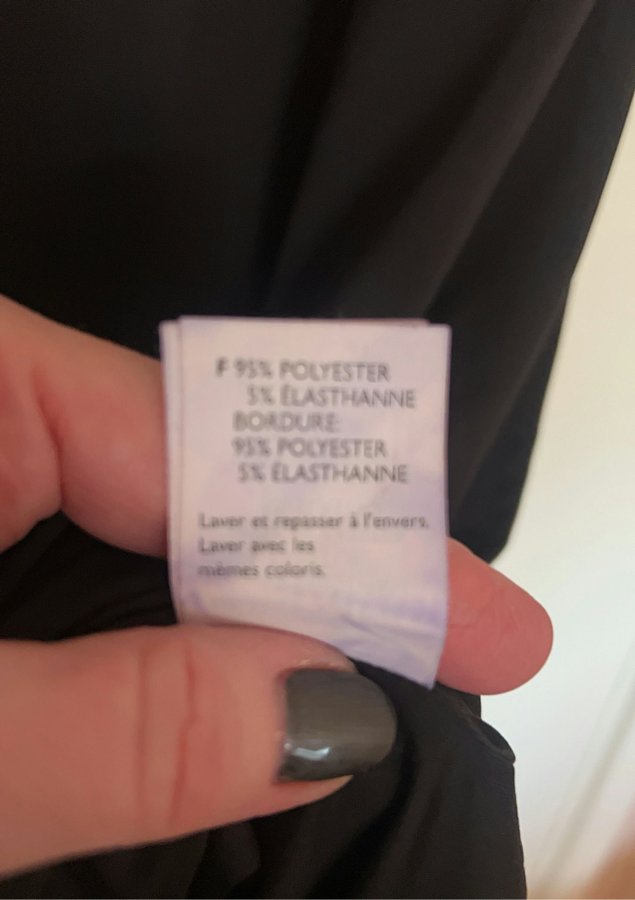 F 95% POLYESTER
5% ÉLASTHANNE
BORDURE:
95% POLYESTER
5% ÉLASTHANNE
Laver et repasser à l'envers.
Laver avec les
mêmes coloris.